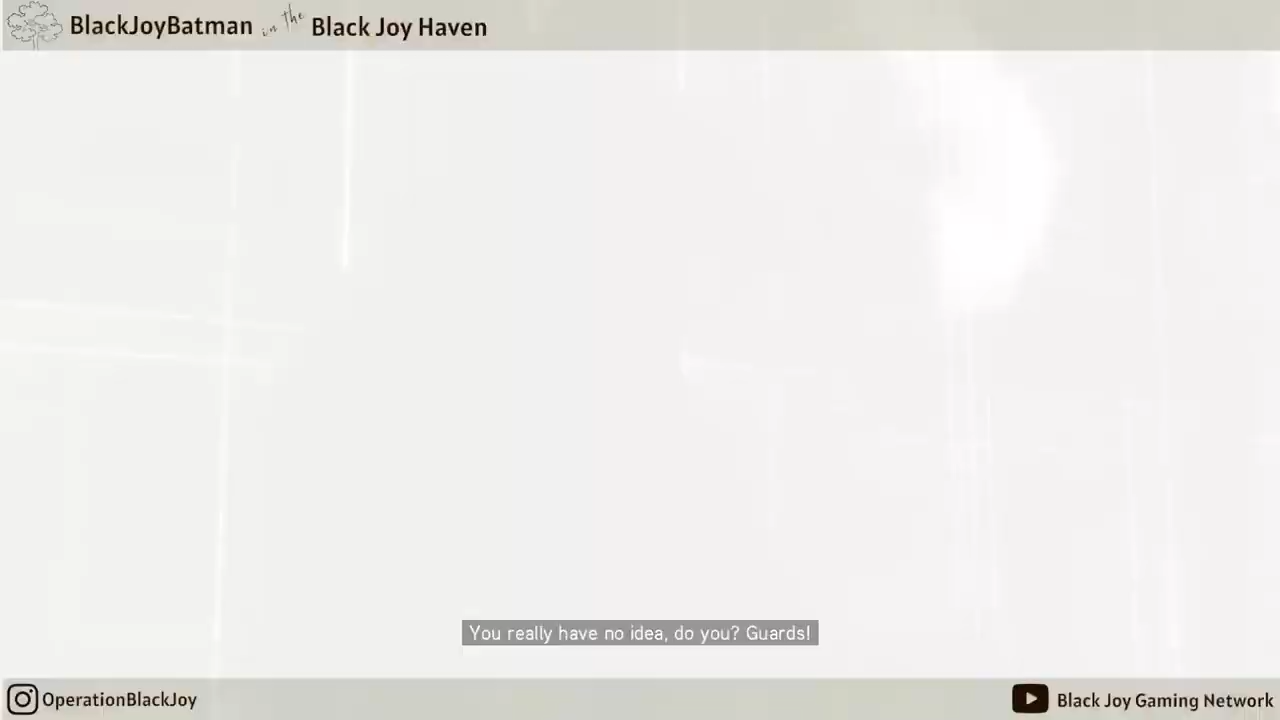 BlackJoyBatman in the Black Joy Haven
You really have no idea, do you? Guards!
OperationBlackJoy
Black Joy Gaming Network